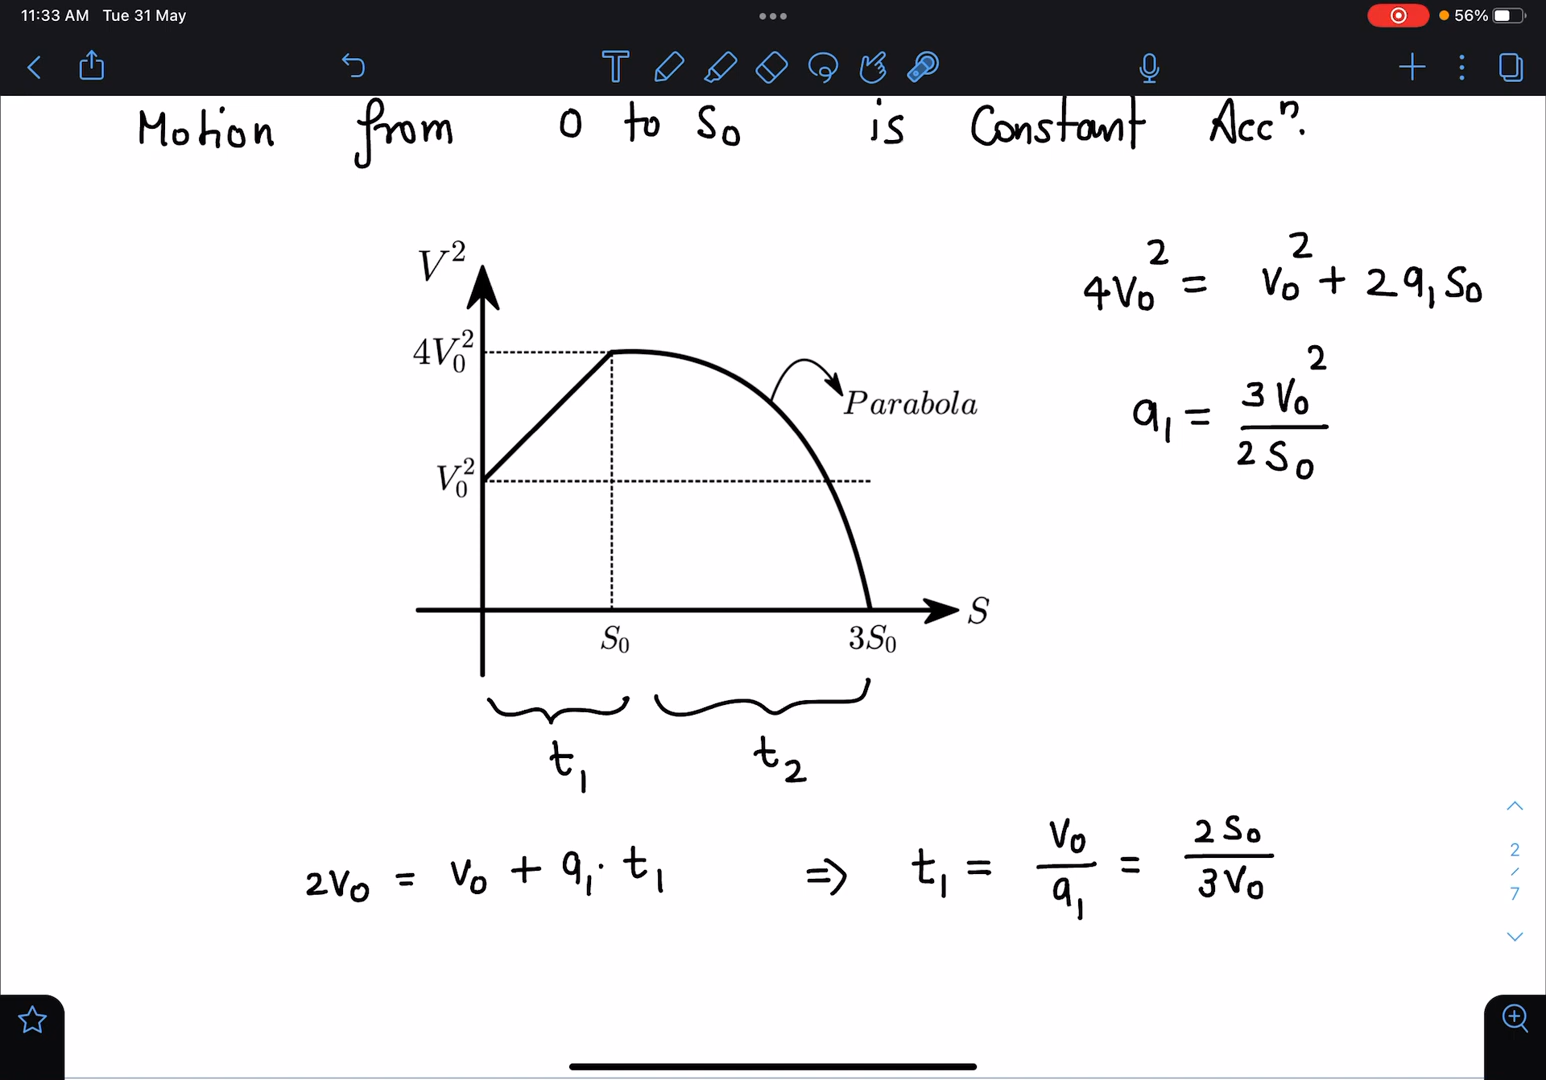 11:33 AM Tue 31 May
56%
Motion from 0 to S₀ is Constant Accⁿ.
V²
4V₀² = V₀² + 2a₁S₀
4V₀²
a₁ = 3V₀² / 2S₀
Parabola
V₀²
S
S₀ 3S₀
t₁ t₂
2V₀ = V₀ + a₁. t₁ ⇒ t₁ = V₀ / a₁ = 2S₀ / 3V₀
2 / 7